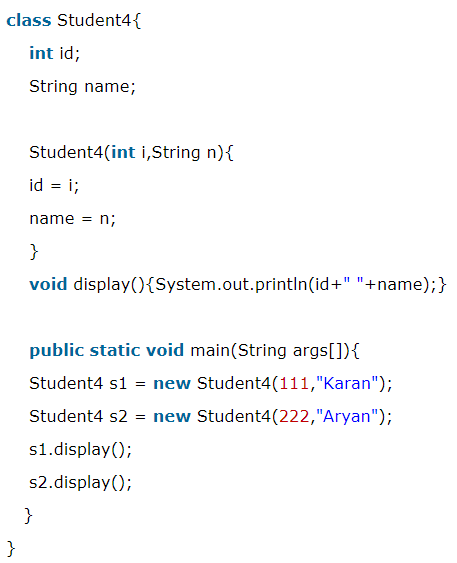 class Student4{
int id;
String name;
Student4(int i,String n){
id = i;
name = n;
}
void display(){System.out.println(id+" "+name);}
public static void main(String args[]){
Student4 s1 = new Student4(111,"Karan");
Student4 s2 = new Student4(222,"Aryan");
s1.display();
s2.display();
}
}